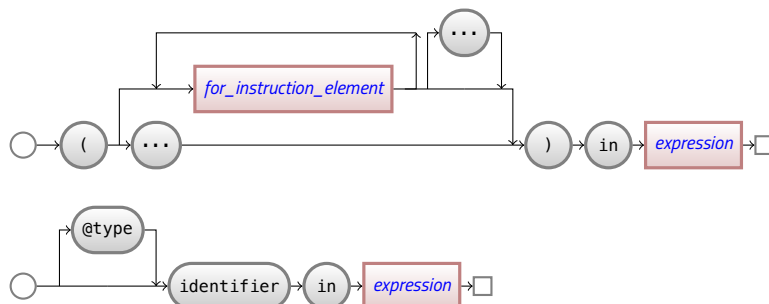 ...
for_instruction_element
( ... ) in expression
@type
identifier in expression